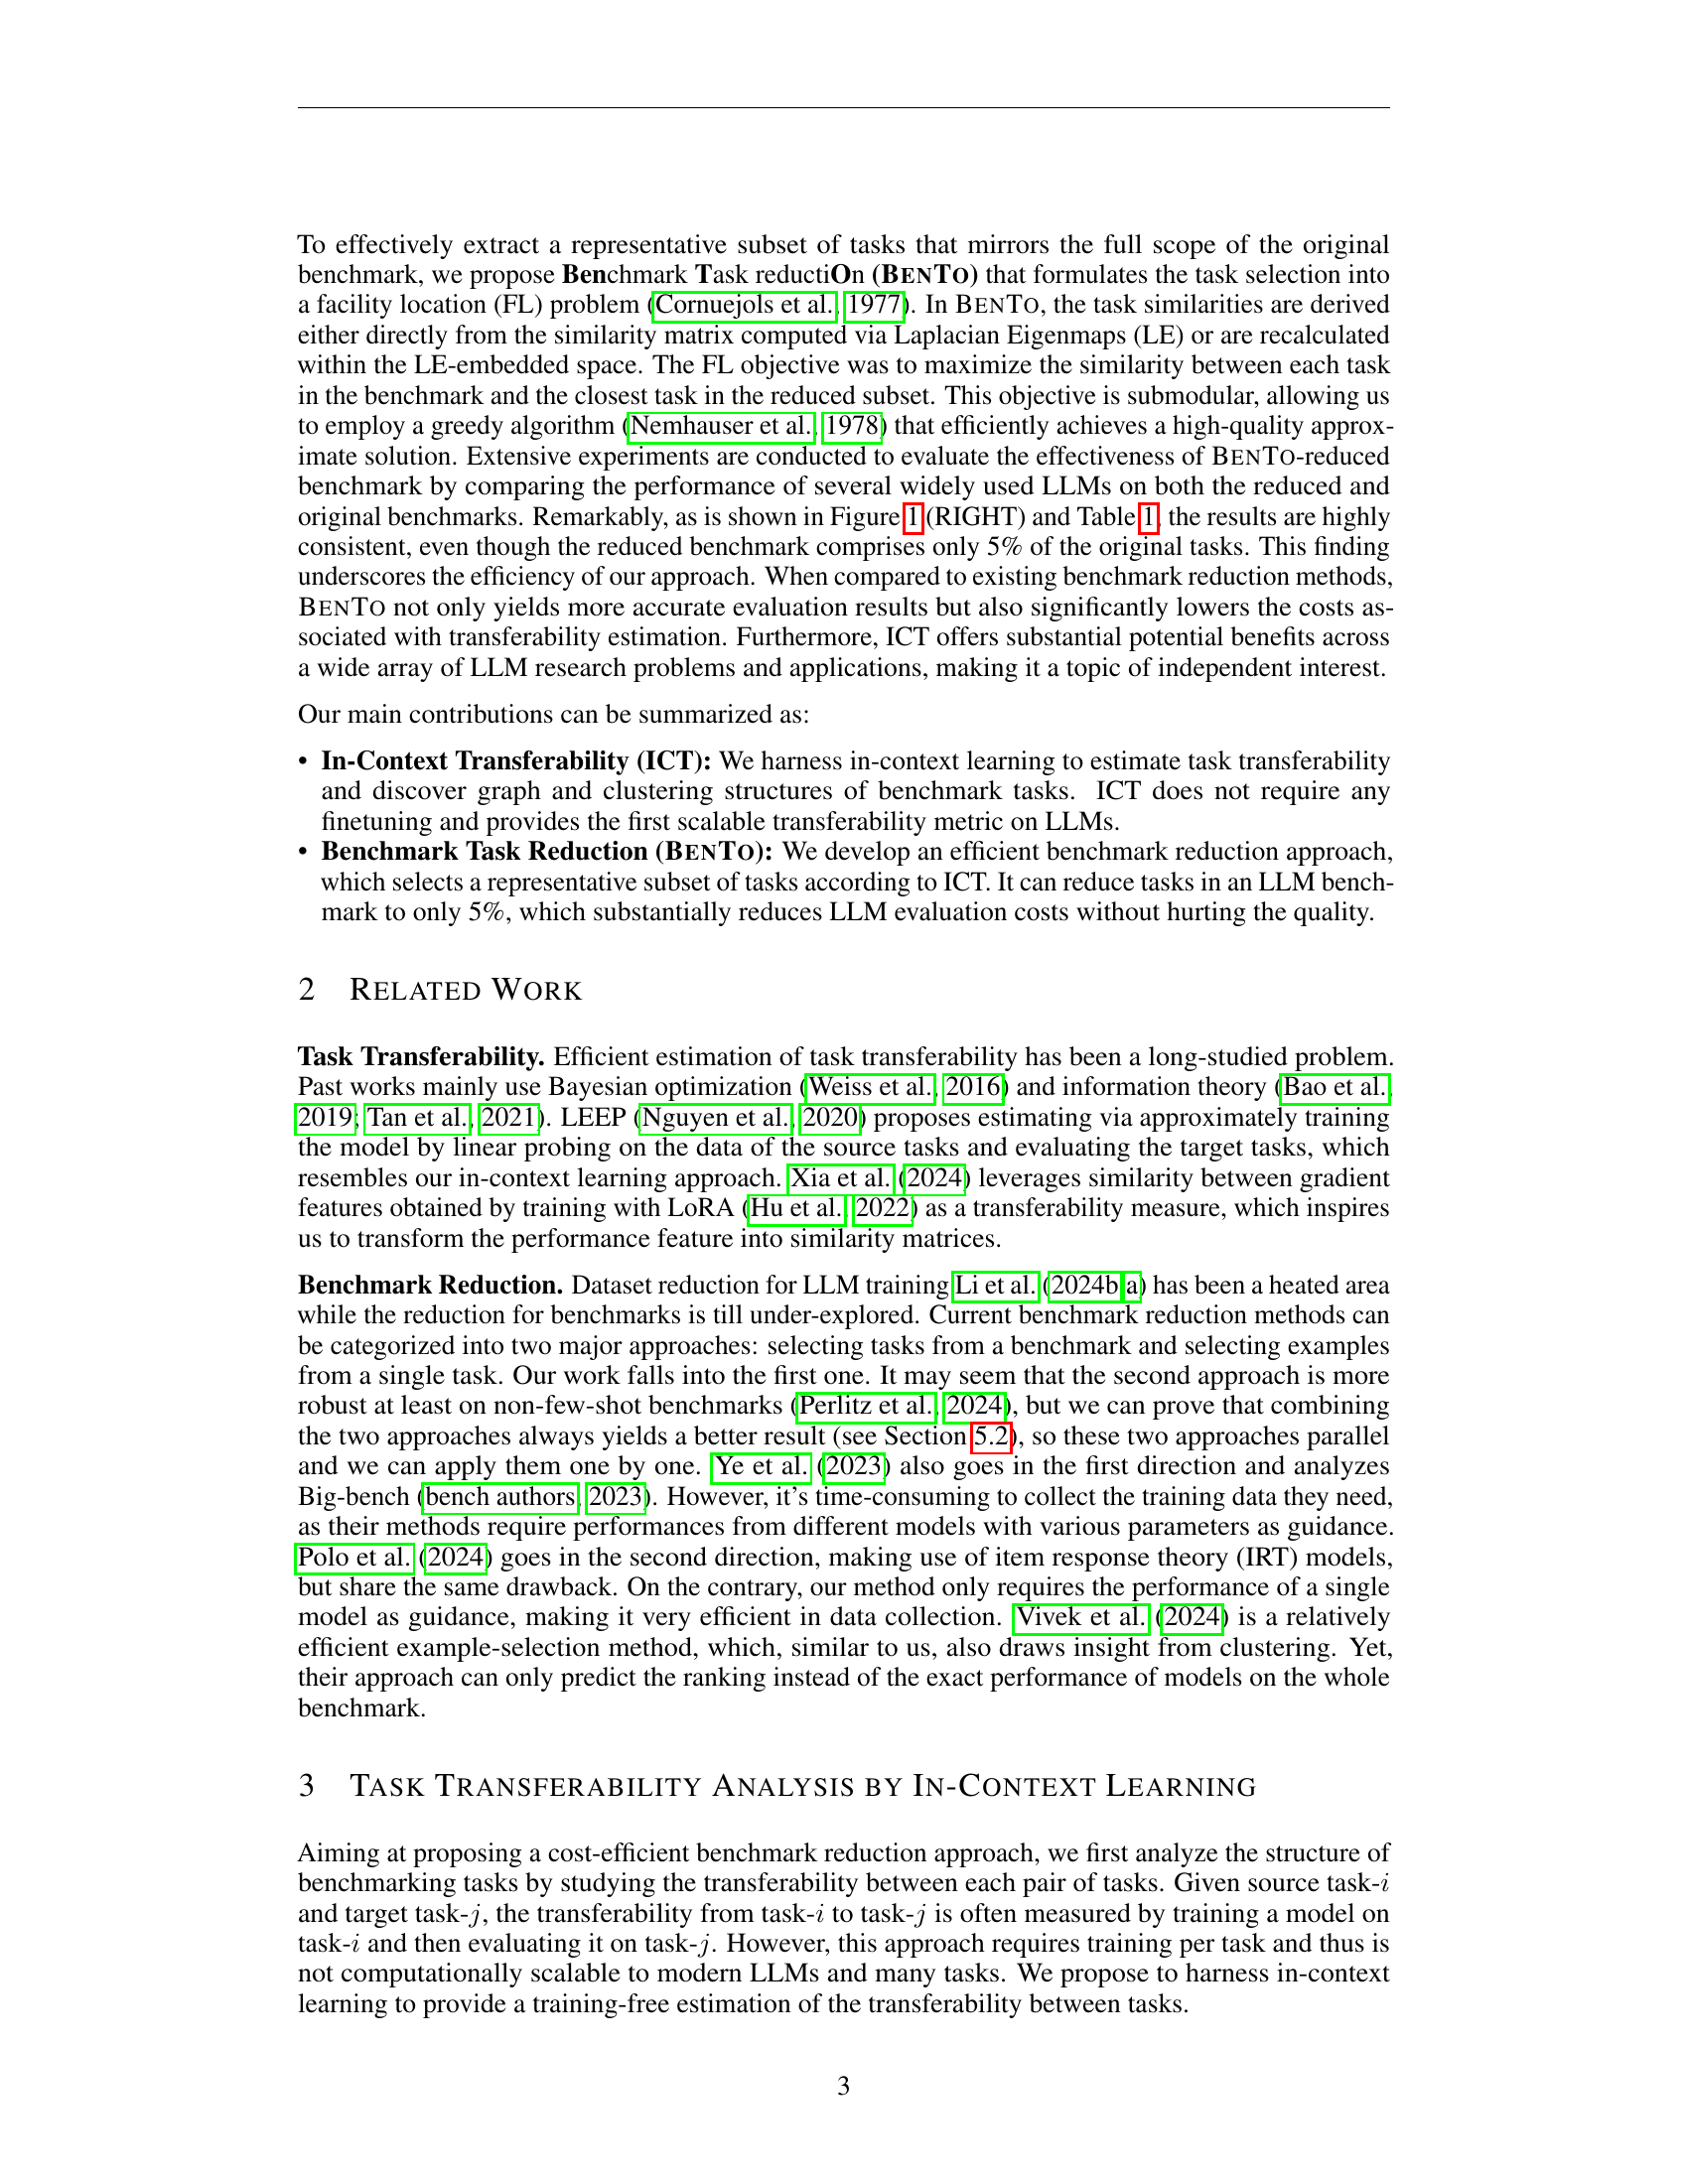 To effectively extract a representative subset of tasks that mirrors the full scope of the original
benchmark, we propose Benchmark Task reductiOn (BENTO) that formulates the task selection into
a facility location (FL) problem (Cornuejols et al., 1977). In BENTO, the task similarities are derived
either directly from the similarity matrix computed via Laplacian Eigenmaps (LE) or are recalculated
within the LE-embedded space. The FL objective was to maximize the similarity between each task
in the benchmark and the closest task in the reduced subset. This objective is submodular, allowing us
to employ a greedy algorithm (Nemhauser et al., 1978) that efficiently achieves a high-quality approx-
imate solution. Extensive experiments are conducted to evaluate the effectiveness of BENTO-reduced
benchmark by comparing the performance of several widely used LLMs on both the reduced and
original benchmarks. Remarkably, as is shown in Figure 1 (RIGHT) and Table 1, the results are highly
consistent, even though the reduced benchmark comprises only 5% of the original tasks. This finding
underscores the efficiency of our approach. When compared to existing benchmark reduction methods,
BENTO not only yields more accurate evaluation results but also significantly lowers the costs as-
sociated with transferability estimation. Furthermore, ICT offers substantial potential benefits across
a wide array of LLM research problems and applications, making it a topic of independent interest.
Our main contributions can be summarized as:
• In-Context Transferability (ICT): We harness in-context learning to estimate task transferability
and discover graph and clustering structures of benchmark tasks. ICT does not require any
finetuning and provides the first scalable transferability metric on LLMs.
• Benchmark Task Reduction (BENTO): We develop an efficient benchmark reduction approach,
which selects a representative subset of tasks according to ICT. It can reduce tasks in an LLM bench-
mark to only 5%, which substantially reduces LLM evaluation costs without hurting the quality.
2 RELATED WORK
Task Transferability. Efficient estimation of task transferability has been a long-studied problem.
Past works mainly use Bayesian optimization (Weiss et al., 2016) and information theory (Bao et al.,
2019; Tan et al., 2021). LEEP (Nguyen et al., 2020) proposes estimating via approximately training
the model by linear probing on the data of the source tasks and evaluating the target tasks, which
resembles our in-context learning approach. Xia et al. (2024) leverages similarity between gradient
features obtained by training with LoRA (Hu et al., 2022) as a transferability measure, which inspires
us to transform the performance feature into similarity matrices.
Benchmark Reduction. Dataset reduction for LLM training Li et al. (2024b;a) has been a heated area
while the reduction for benchmarks is till under-explored. Current benchmark reduction methods can
be categorized into two major approaches: selecting tasks from a benchmark and selecting examples
from a single task. Our work falls into the first one. It may seem that the second approach is more
robust at least on non-few-shot benchmarks (Perlitz et al., 2024), but we can prove that combining
the two approaches always yields a better result (see Section 5.2), so these two approaches parallel
and we can apply them one by one. Ye et al. (2023) also goes in the first direction and analyzes
Big-bench (bench authors, 2023). However, it's time-consuming to collect the training data they need,
as their methods require performances from different models with various parameters as guidance.
Polo et al. (2024) goes in the second direction, making use of item response theory (IRT) models,
but share the same drawback. On the contrary, our method only requires the performance of a single
model as guidance, making it very efficient in data collection. Vivek et al. (2024) is a relatively
efficient example-selection method, which, similar to us, also draws insight from clustering. Yet,
their approach can only predict the ranking instead of the exact performance of models on the whole
benchmark.
3 TASK TRANSFERABILITY ANALYSIS BY IN-CONTEXT LEARNING
Aiming at proposing a cost-efficient benchmark reduction approach, we first analyze the structure of
benchmarking tasks by studying the transferability between each pair of tasks. Given source task-i
and target task-j, the transferability from task-i to task-j is often measured by training a model on
task-i and then evaluating it on task-j. However, this approach requires training per task and thus is
not computationally scalable to modern LLMs and many tasks. We propose to harness in-context
learning to provide a training-free estimation of the transferability between tasks.
3